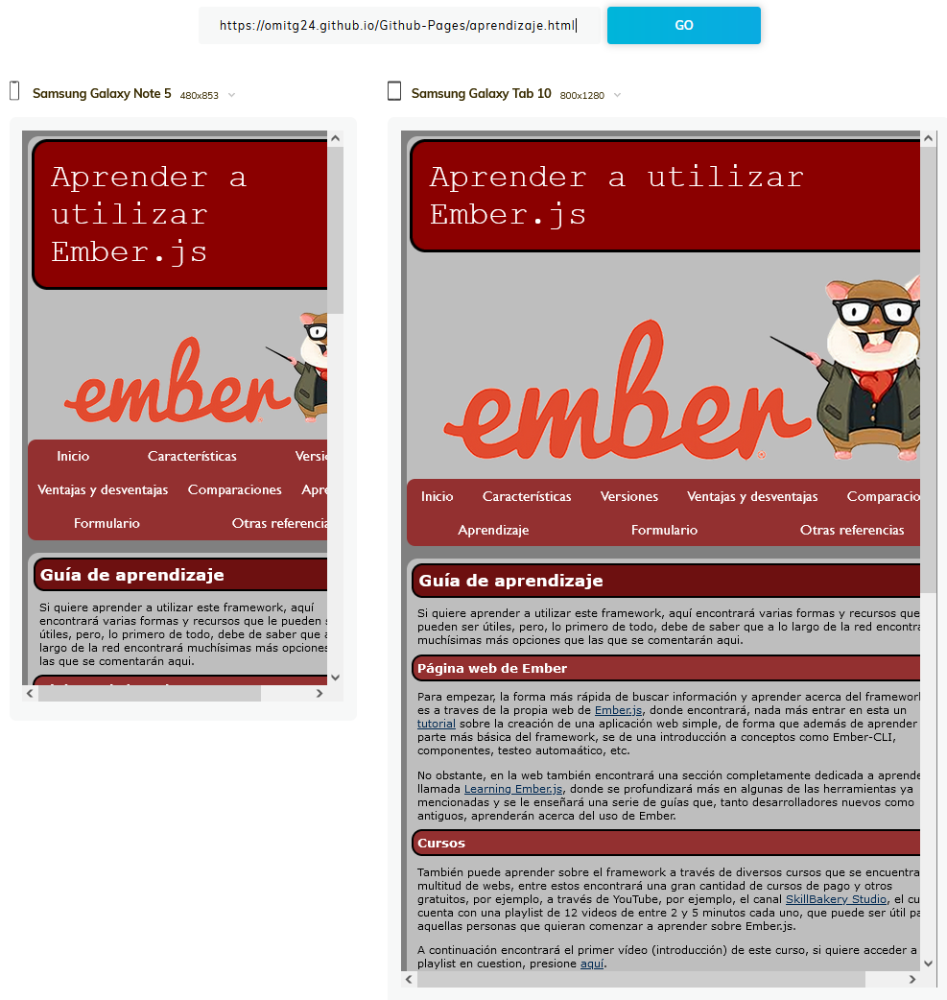 https://omitg24.github.io/Github-Pages/aprendizaje.html
GO
Samsung Galaxy Note 5 480x853
Aprender a
utilizar
Ember.js
ember
Inicio Características Versi
Ventajas y desventajas Comparaciones Apre
Formulario Otras referencia
Guía de aprendizaje
Si quiere aprender a utilizar este framework, aquí
encontrará varias formas y recursos que le pueden s
útiles, pero, lo primero de todo, debe de saber que a
largo de la red encontrará muchísimas más opciones
las que se comentarán aqui.
Samsung Galaxy Tab 10 800x1280
Aprender a utilizar
Ember.js
ember
Inicio Características Versiones Ventajas y desventajas Comparacio
Aprendizaje Formulario Otras referencias
Guía de aprendizaje
Si quiere aprender a utilizar este framework, aquí encontrará varias formas y recursos que
pueden ser útiles, pero, lo primero de todo, debe de saber que a lo largo de la red encontra
muchísimas más opciones que las que se comentarán aqui.
Página web de Ember
Para empezar, la forma más rápida de buscar información y aprender acerca del framework
es a traves de la propia web de Ember.js, donde encontrará, nada más entrar en esta un
tutorial sobre la creación de una aplicación web simple, de forma que además de aprender
parte más básica del framework, se de una introducción a conceptos como Ember-CLI,
componentes, testeo automaático, etc.
No obstante, en la web también encontrará una sección completamente dedicada a aprende
llamada Learning Ember.js, donde se profundizará más en algunas de las herramientas ya
mencionadas y se le enseñará una serie de guías que, tanto desarrolladores nuevos como
antiguos, aprenderán acerca del uso de Ember.
Cursos
También puede aprender sobre el framework a través de diversos cursos que se encuentra
multitud de webs, entre estos encontrará una gran cantidad de cursos de pago y otros
gratuitos, por ejemplo, a través de YouTube, por ejemplo, el canal SkillBakery Studio, el cu
cuenta con una playlist de 12 videos de entre 2 y 5 minutos cada uno, que puede ser útil pa
aquellas personas que quieran comenzar a aprender sobre Ember.js.
A continuación encontrará el primer vídeo (introducción) de este curso, si quiere acceder a
playlist en cuestion, presione aquí.